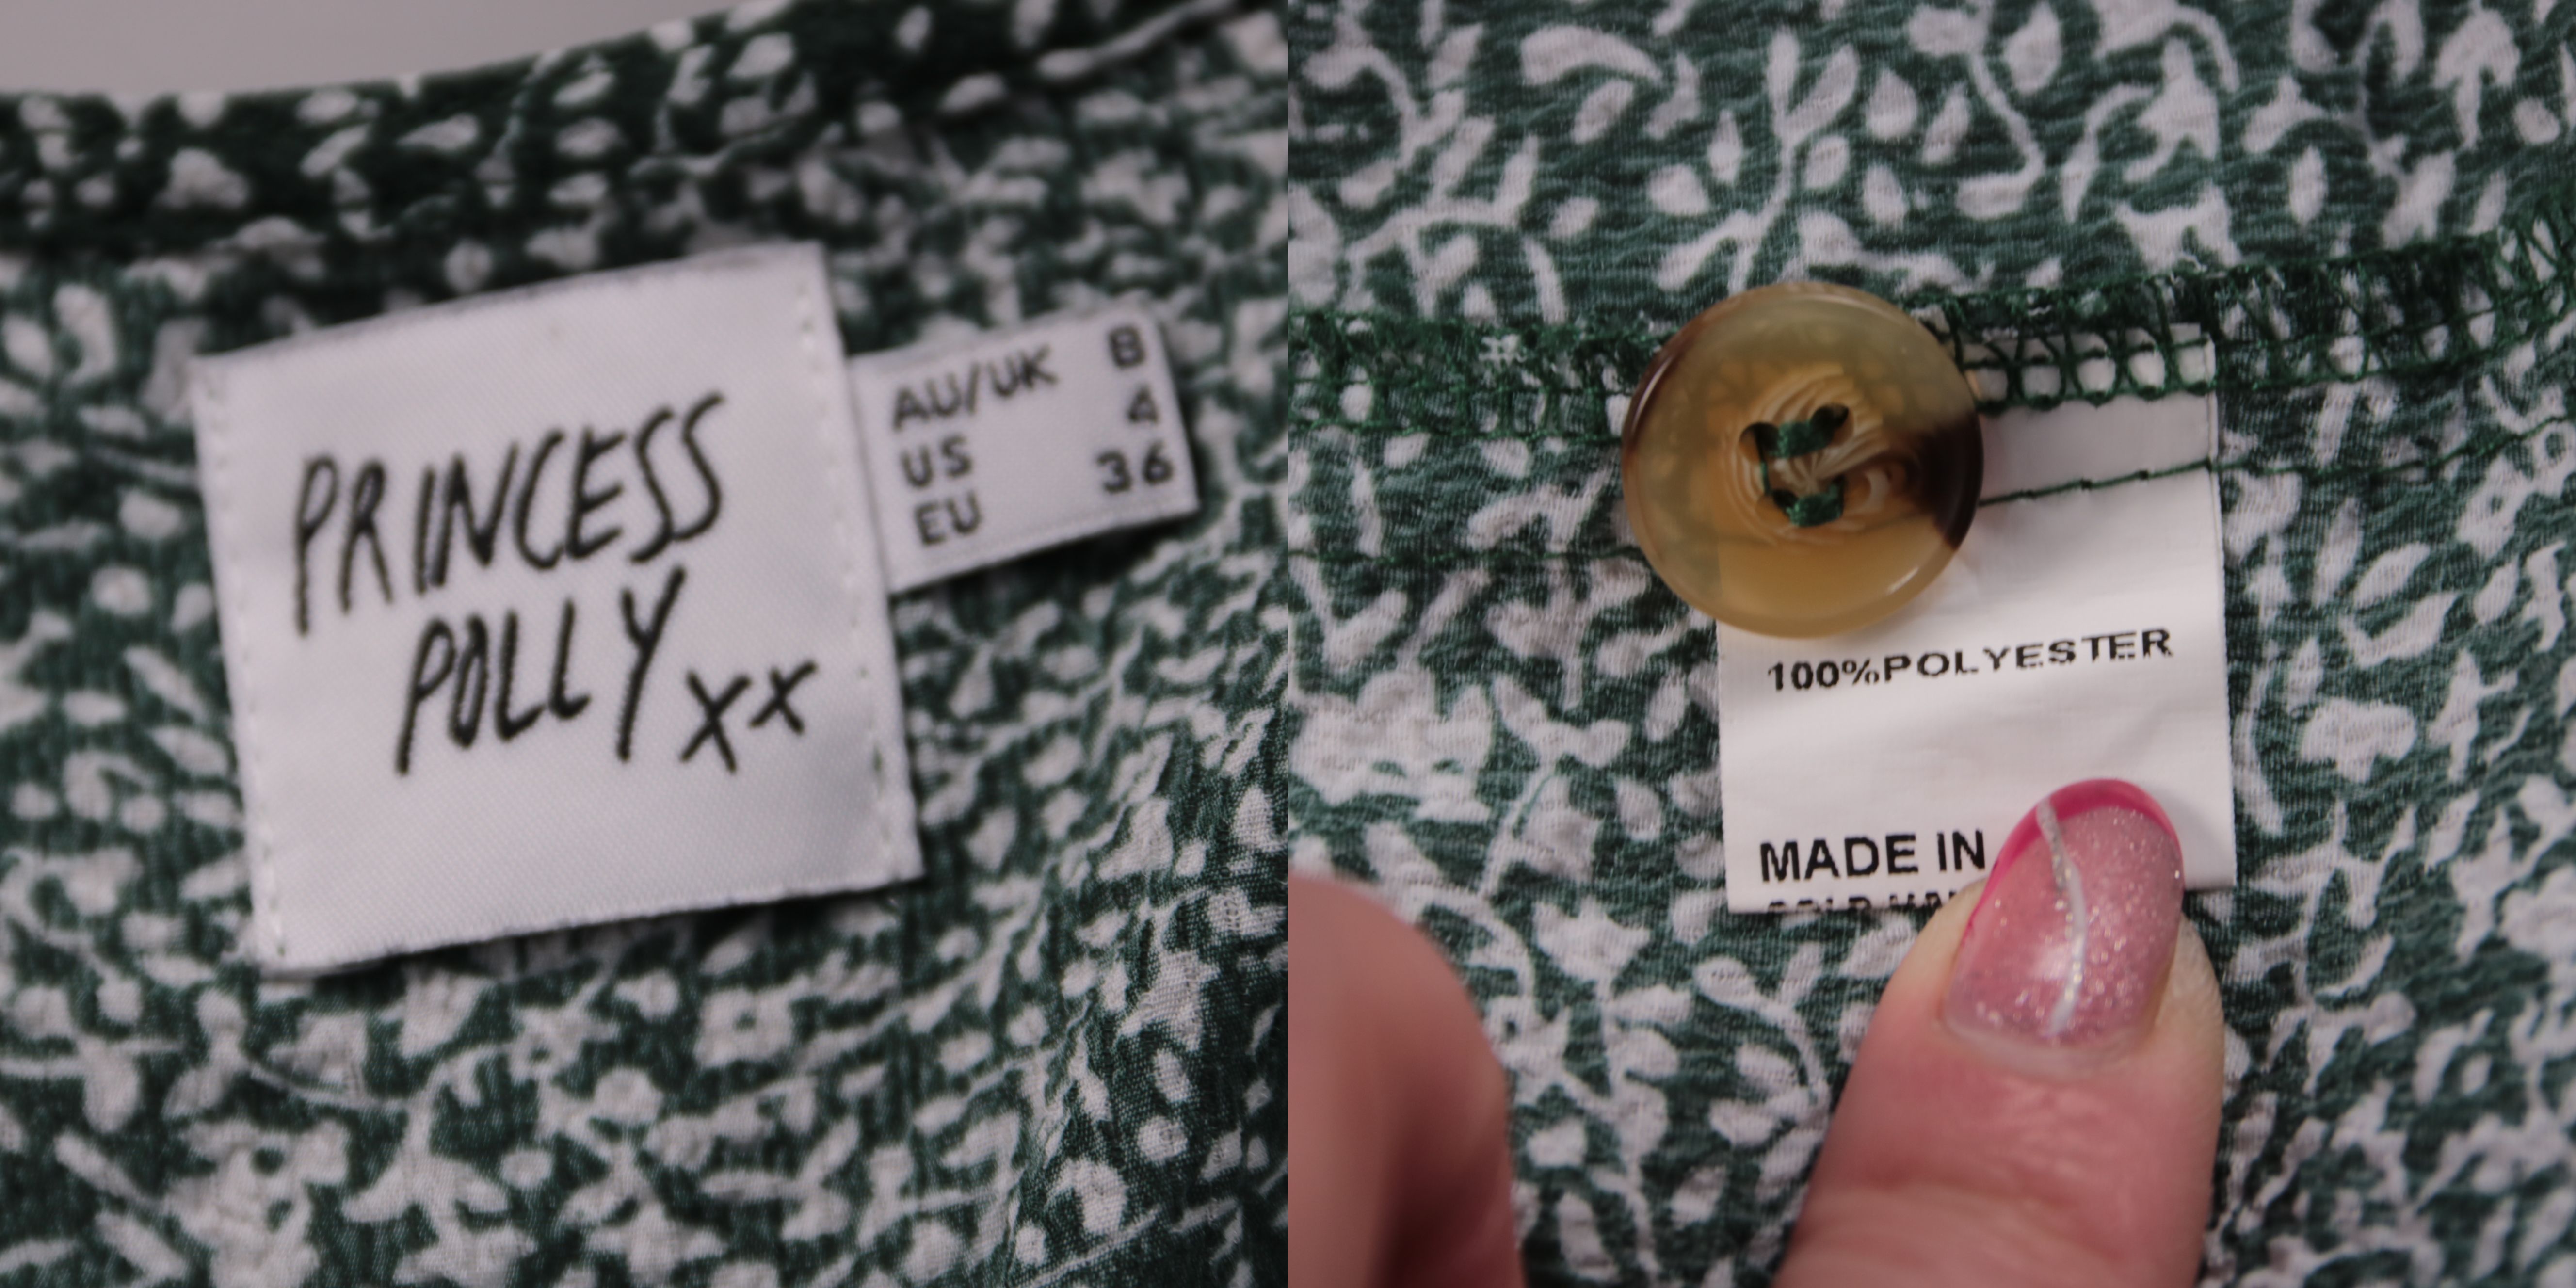 PRINCESS
POLLY xx
AU/UK 8
US 4
EU 36
100%POLYESTER
MADE IN